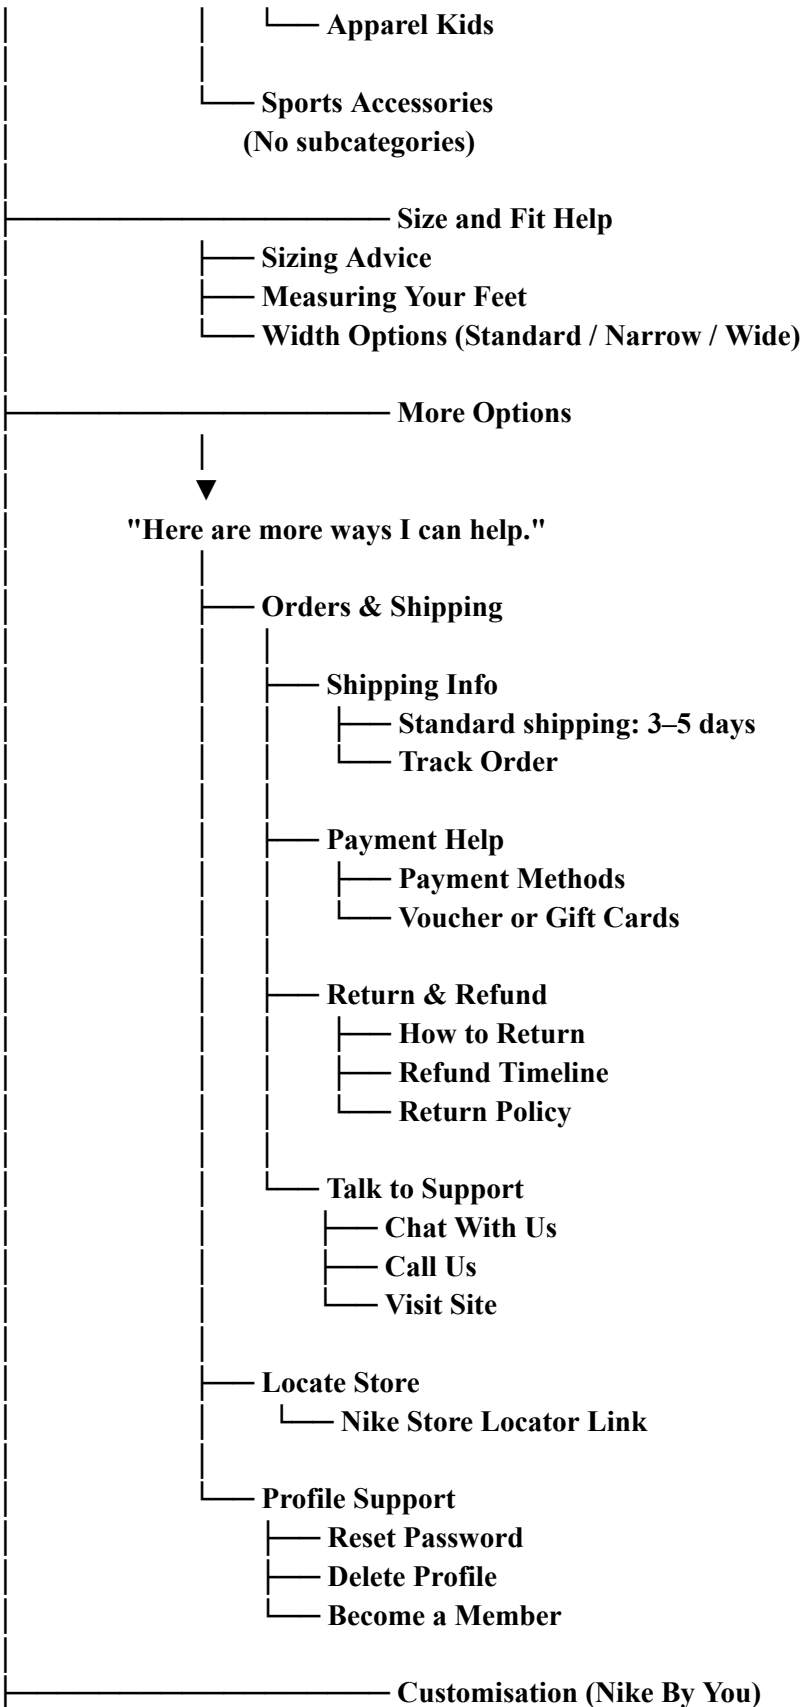 Apparel Kids
Sports Accessories
(No subcategories)
Size and Fit Help
Sizing Advice
Measuring Your Feet
Width Options (Standard / Narrow / Wide)
More Options
"Here are more ways I can help."
Orders & Shipping
Shipping Info
Standard shipping: 3–5 days
Track Order
Payment Help
Payment Methods
Voucher or Gift Cards
Return & Refund
How to Return
Refund Timeline
Return Policy
Talk to Support
Chat With Us
Call Us
Visit Site
Locate Store
Nike Store Locator Link
Profile Support
Reset Password
Delete Profile
Become a Member
Customisation (Nike By You)